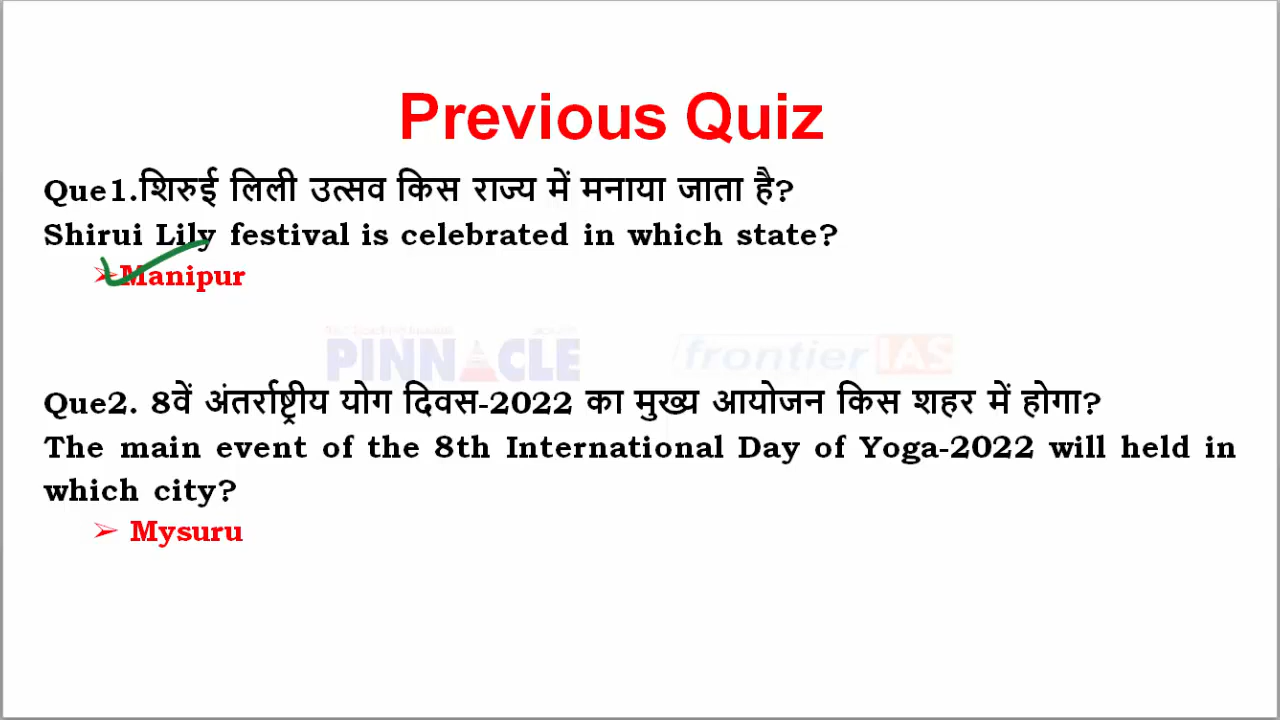 Previous Quiz
Que1.शिरुई लिली उत्सव किस राज्य में मनाया जाता है?
Shirui Lily festival is celebrated in which state?
➢Manipur
PINNACLE frontier IAS
Que2. 8वें अंतर्राष्ट्रीय योग दिवस-2022 का मुख्य आयोजन किस शहर में होगा?
The main event of the 8th International Day of Yoga-2022 will held in
which city?
➢ Mysuru